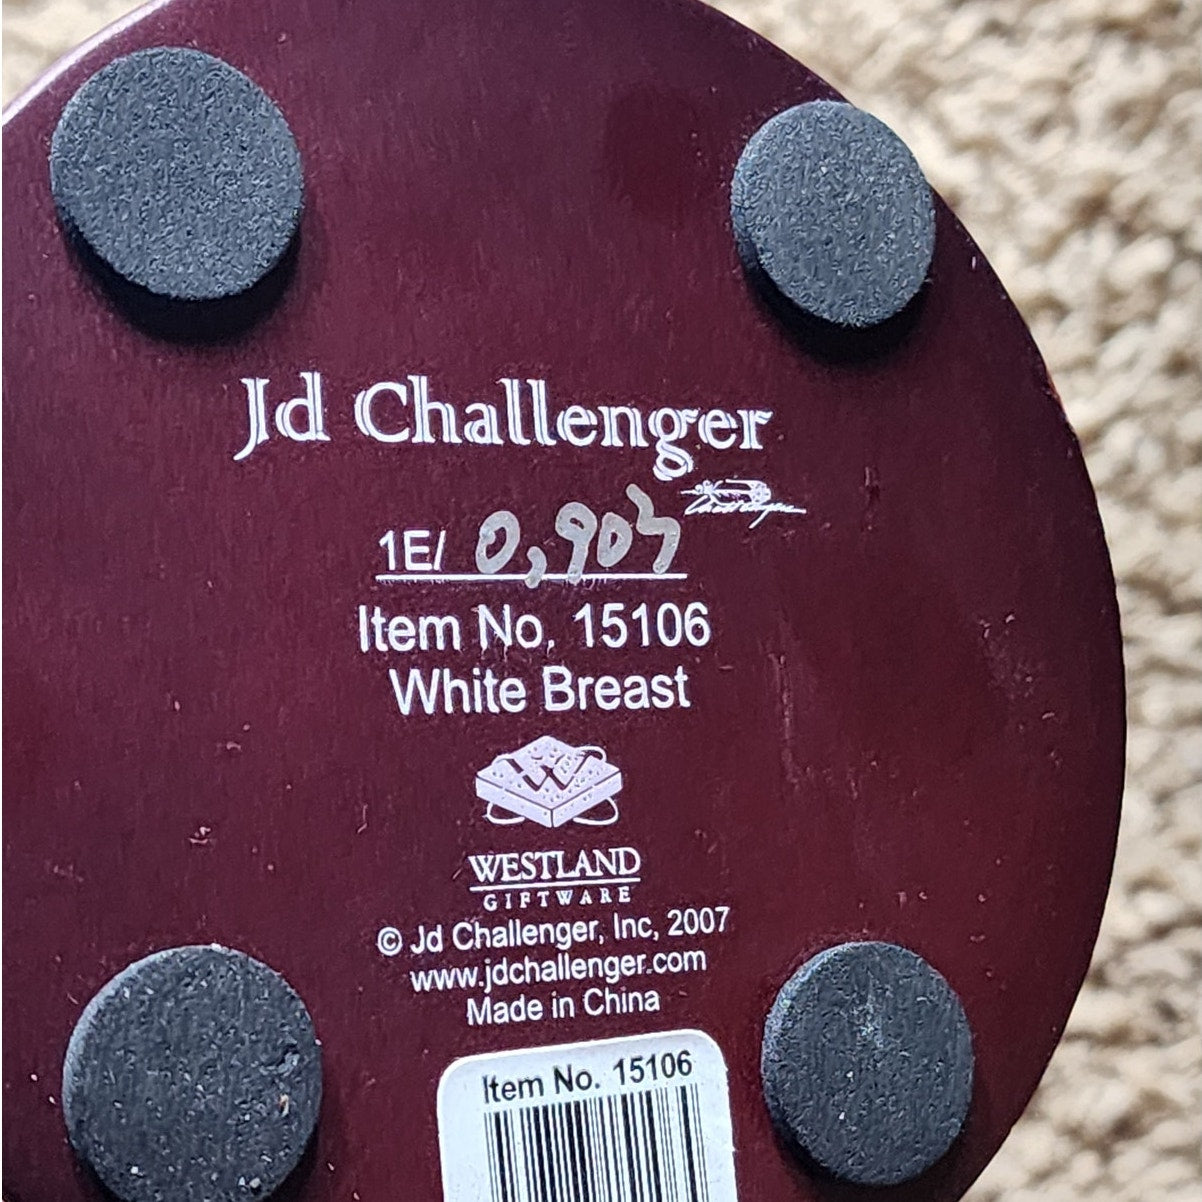 Jd Challenger
1E/ 0,903
Item No. 15106
White Breast
W
WESTLAND
GIFTWARE
© Jd Challenger, Inc, 2007
www.jdchallenger.com
Made in China
Item No. 15106